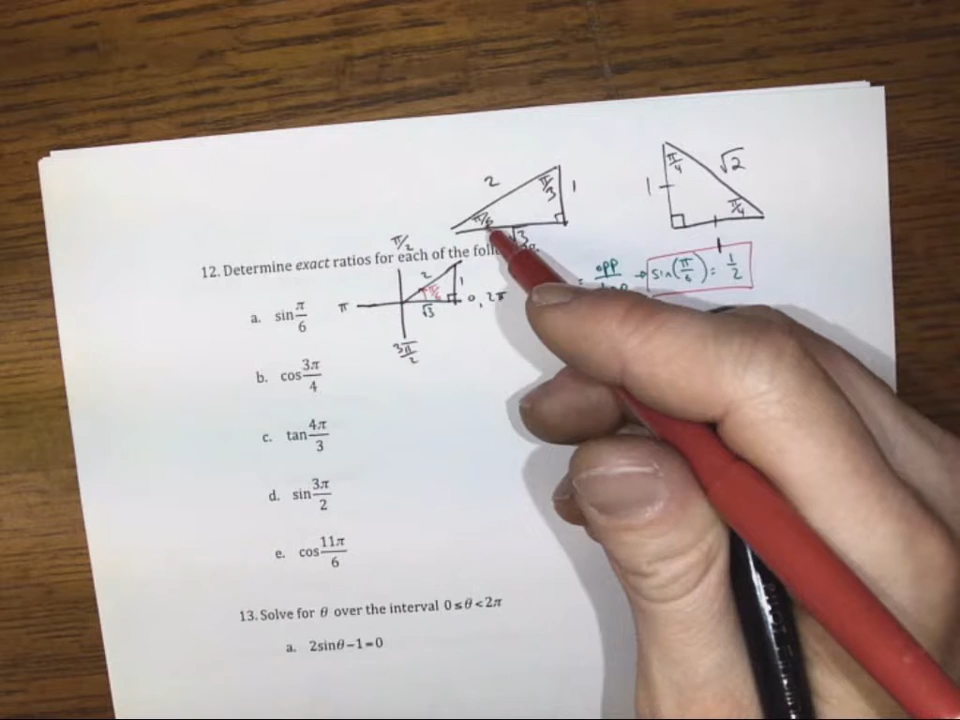 2 π/3 1 π/6 √3
π/4 √2 1 π/4 1
12. Determine exact ratios for each of the
π/2
2 1 π/6 √3
π 0, 2π
3π/2
= opp → sin(π/6) = 1/2
a. sin π/6
b. cos 3π/4
c. tan 4π/3
d. sin 3π/2
e. cos 11π/6
13. Solve for θ over the interval 0≤θ<2π
a. 2sinθ−1=0